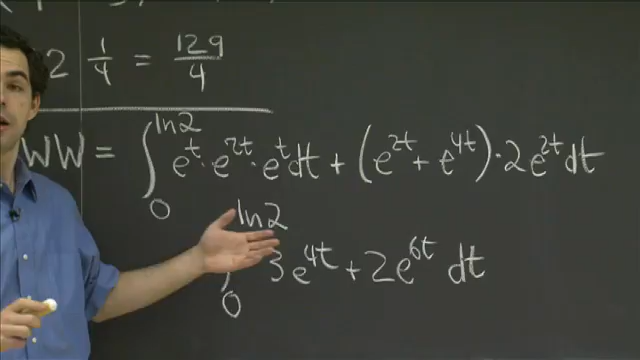 2 1/4 = 129/4
WW = ∫₀^{ln2} e^t · e^{2t} · e^t dt + (e^{2t} + e^{4t}) · 2e^{2t} dt
∫₀^{ln2} 3e^{4t} + 2e^{6t} dt